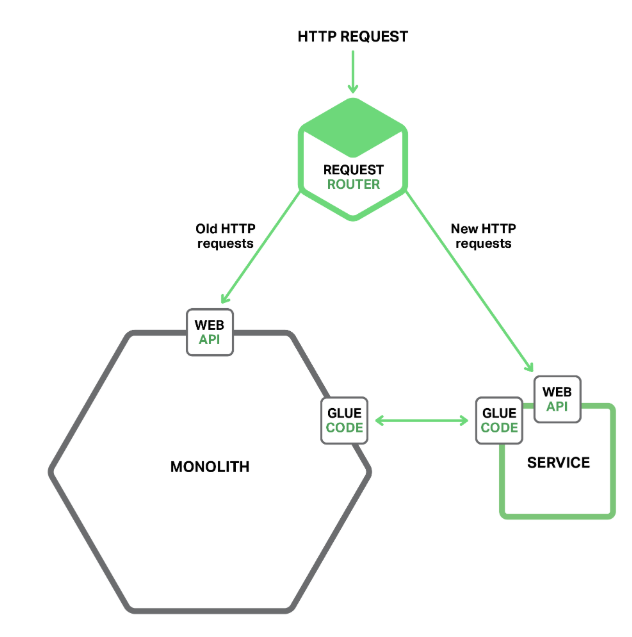 HTTP REQUEST
REQUEST
ROUTER
Old HTTP
requests
New HTTP
requests
WEB
API
WEB
API
GLUE
CODE
GLUE
CODE
MONOLITH
SERVICE